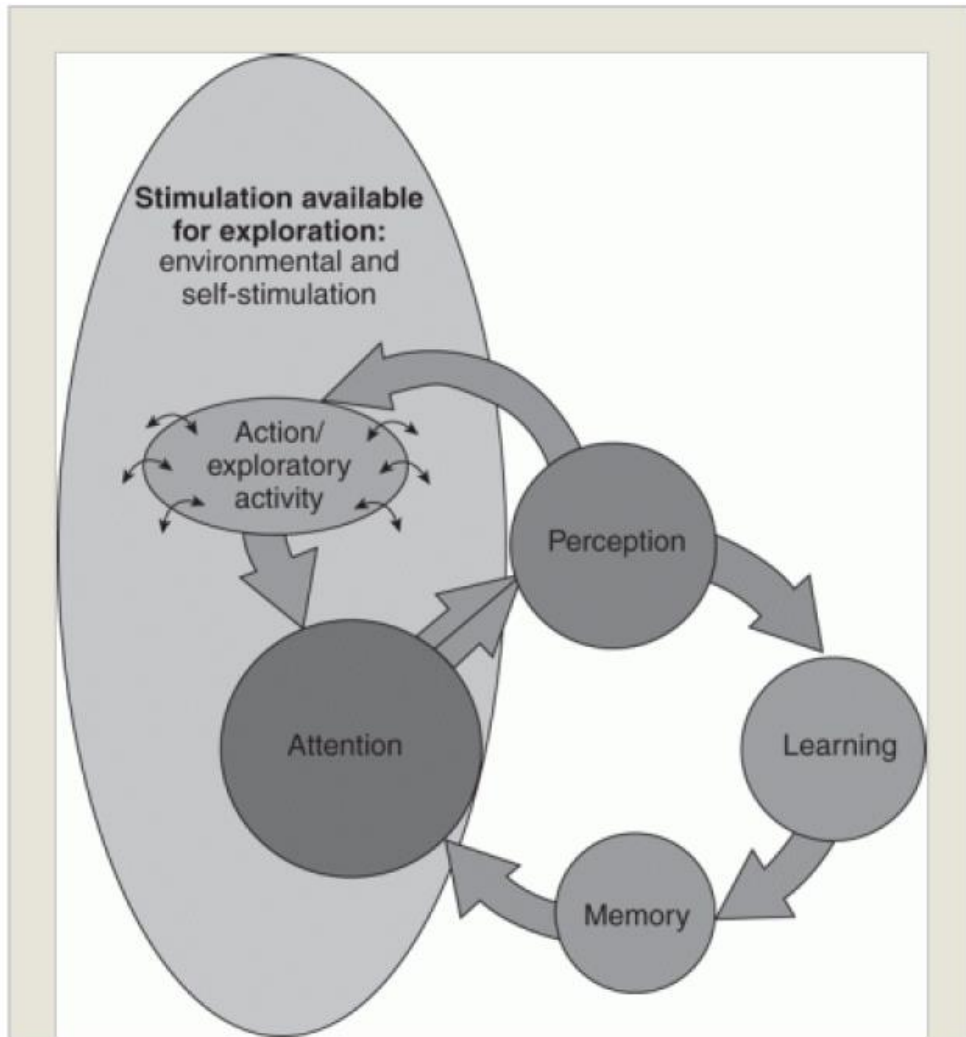 Stimulation available
for exploration:
environmental and
self-stimulation
Action/
exploratory
activity
Perception
Attention
Learning
Memory